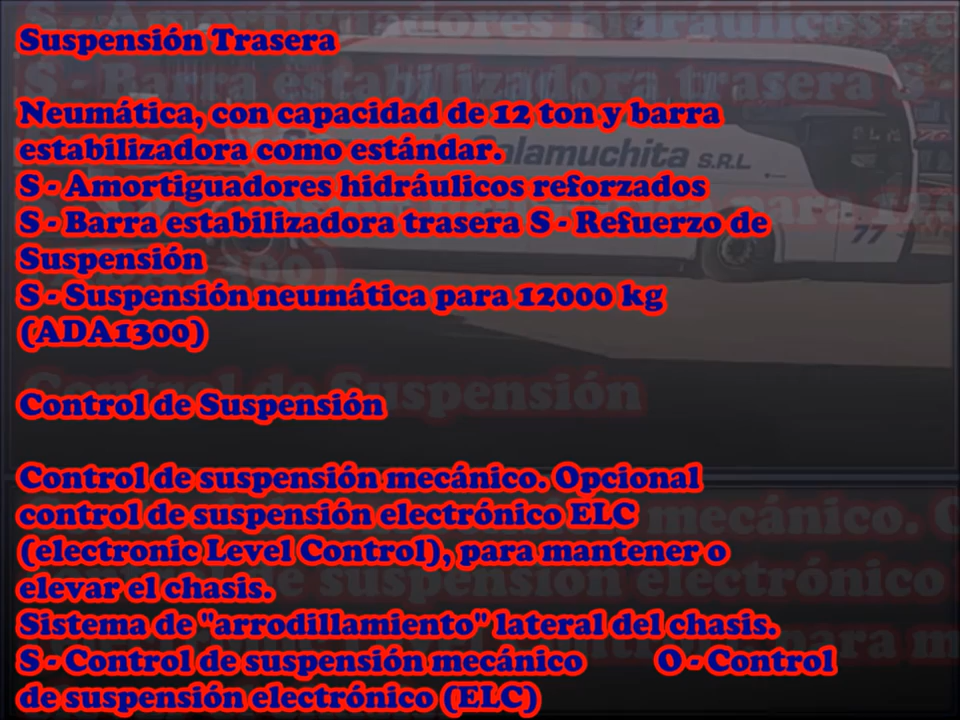 Suspensión Trasera
Neumática, con capacidad de 12 ton y barra
estabilizadora como estándar.
S - Amortiguadores hidráulicos reforzados
S - Barra estabilizadora trasera S - Refuerzo de
Suspensión
S - Suspensión neumática para 12000 kg
(ADA1300)
Control de Suspensión
Control de suspensión mecánico. Opcional
control de suspensión electrónico ELC
(electronic Level Control), para mantener o
elevar el chasis.
Sistema de "arrodillamiento" lateral del chasis.
S - Control de suspensión mecánico O - Control
de suspensión electrónico (ELC)
alamuchita S.R.L
77